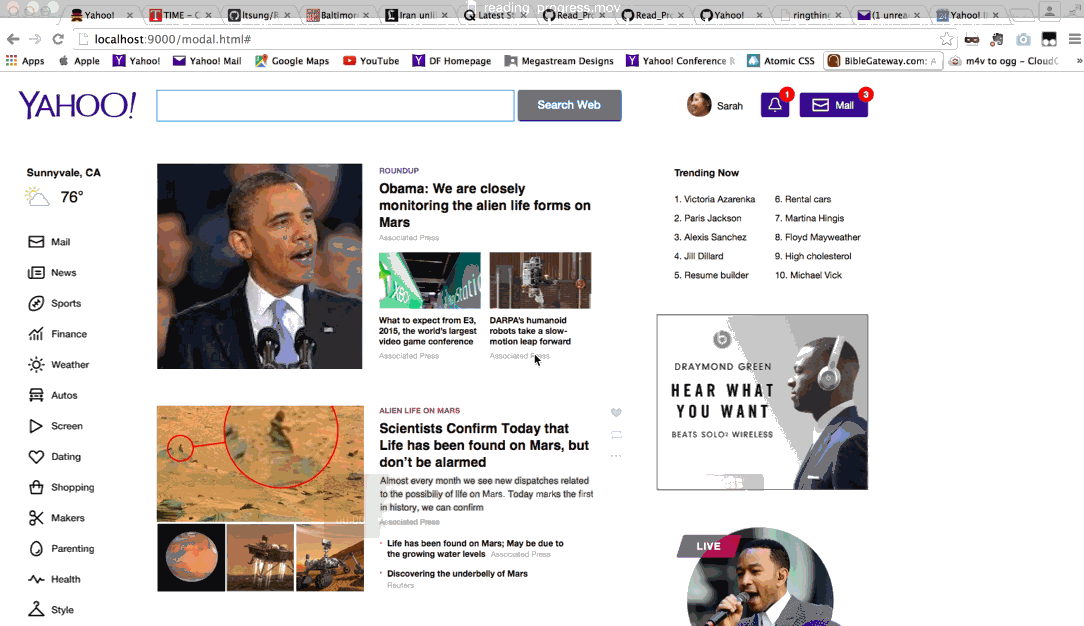 reading_progress.mov
Yahoo!
TIME - C
ltsung/R
Baltimor
Iran unli
Latest St
Read_Pro
Read_Pro
Yahoo!
ringthin
(1 unrea
Yahoo! I
localhost:9000/modal.html#
Apps
Apple
Yahoo!
Yahoo! Mail
Google Maps
YouTube
DF Homepage
Megastream Designs
Yahoo! Conference R
Atomic CSS
BibleGateway.com: A
m4v to ogg - CloudC
»
YAHOO!
Search Web
Sarah
1
Mail
3
Sunnyvale, CA
76°
Mail
News
Sports
Finance
Weather
Autos
Screen
Dating
Shopping
Makers
Parenting
Health
Style
ROUNDUP
Obama: We are closely
monitoring the alien life forms on
Mars
Associated Press
What to expect from E3,
2015, the world's largest
video game conference
Associated Press
DARPA's humanoid
robots take a slow-
motion leap forward
Associated Press
ALIEN LIFE ON MARS
Scientists Confirm Today that
Life has been found on Mars, but
don't be alarmed
Almost every month we see new dispatches related
to the possibiliy of life on Mars. Today marks the first
in history, we can confirm
Associated Press
Life has been found on Mars; May be due to
the growing water levels Associated Press
Discovering the underbelly of Mars
Reuters
Trending Now
1. Victoria Azarenka
2. Paris Jackson
3. Alexis Sanchez
4. Jill Dillard
5. Resume builder
6. Rental cars
7. Martina Hingis
8. Floyd Mayweather
9. High cholesterol
10. Michael Vick
DRAYMOND GREEN
HEAR WHAT
YOU WANT
BEATS SOLO² WIRELESS
LIVE